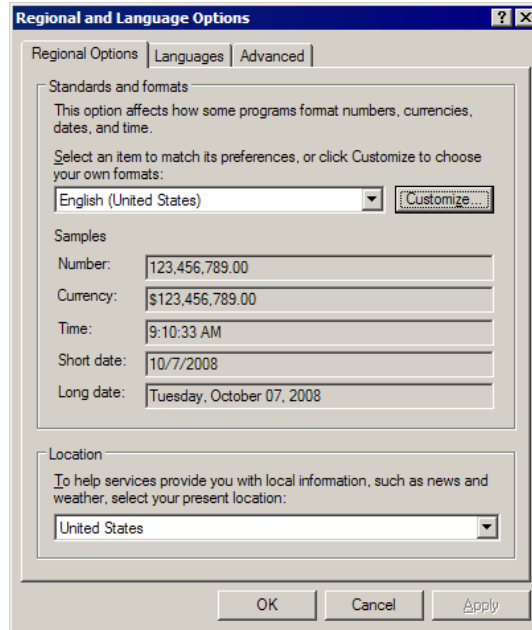 Regional and Language Options
Regional Options Languages Advanced
Standards and formats
This option affects how some programs format numbers, currencies,
dates, and time.
Select an item to match its preferences, or click Customize to choose
your own formats:
English (United States) Customize...
Samples
Number: 123,456,789.00
Currency: $123,456,789.00
Time: 9:10:33 AM
Short date: 10/7/2008
Long date: Tuesday, October 07, 2008
Location
To help services provide you with local information, such as news and
weather, select your present location:
United States
OK Cancel Apply